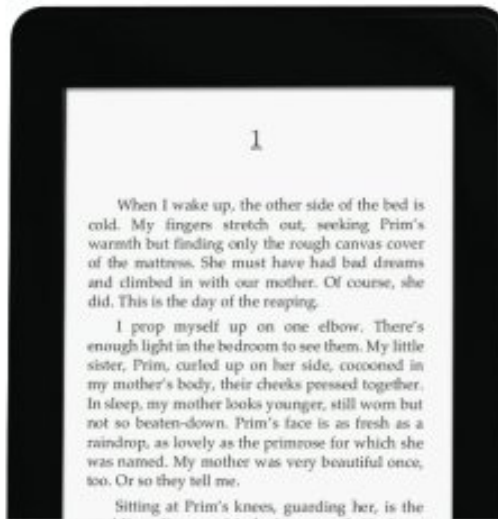 1
When I wake up, the other side of the bed is
cold. My fingers stretch out, seeking Prim's
warmth but finding only the rough canvas cover
of the mattress. She must have had bad dreams
and climbed in with our mother. Of course, she
did. This is the day of the reaping.
I prop myself up on one elbow. There's
enough light in the bedroom to see them. My little
sister, Prim, curled up on her side, cocooned in
my mother's body, their cheeks pressed together.
In sleep, my mother looks younger, still worn but
not so beaten-down. Prim's face is as fresh as a
raindrop, as lovely as the primrose for which she
was named. My mother was very beautiful once,
too. Or so they tell me.
Sitting at Prim's knees, guarding her, is the